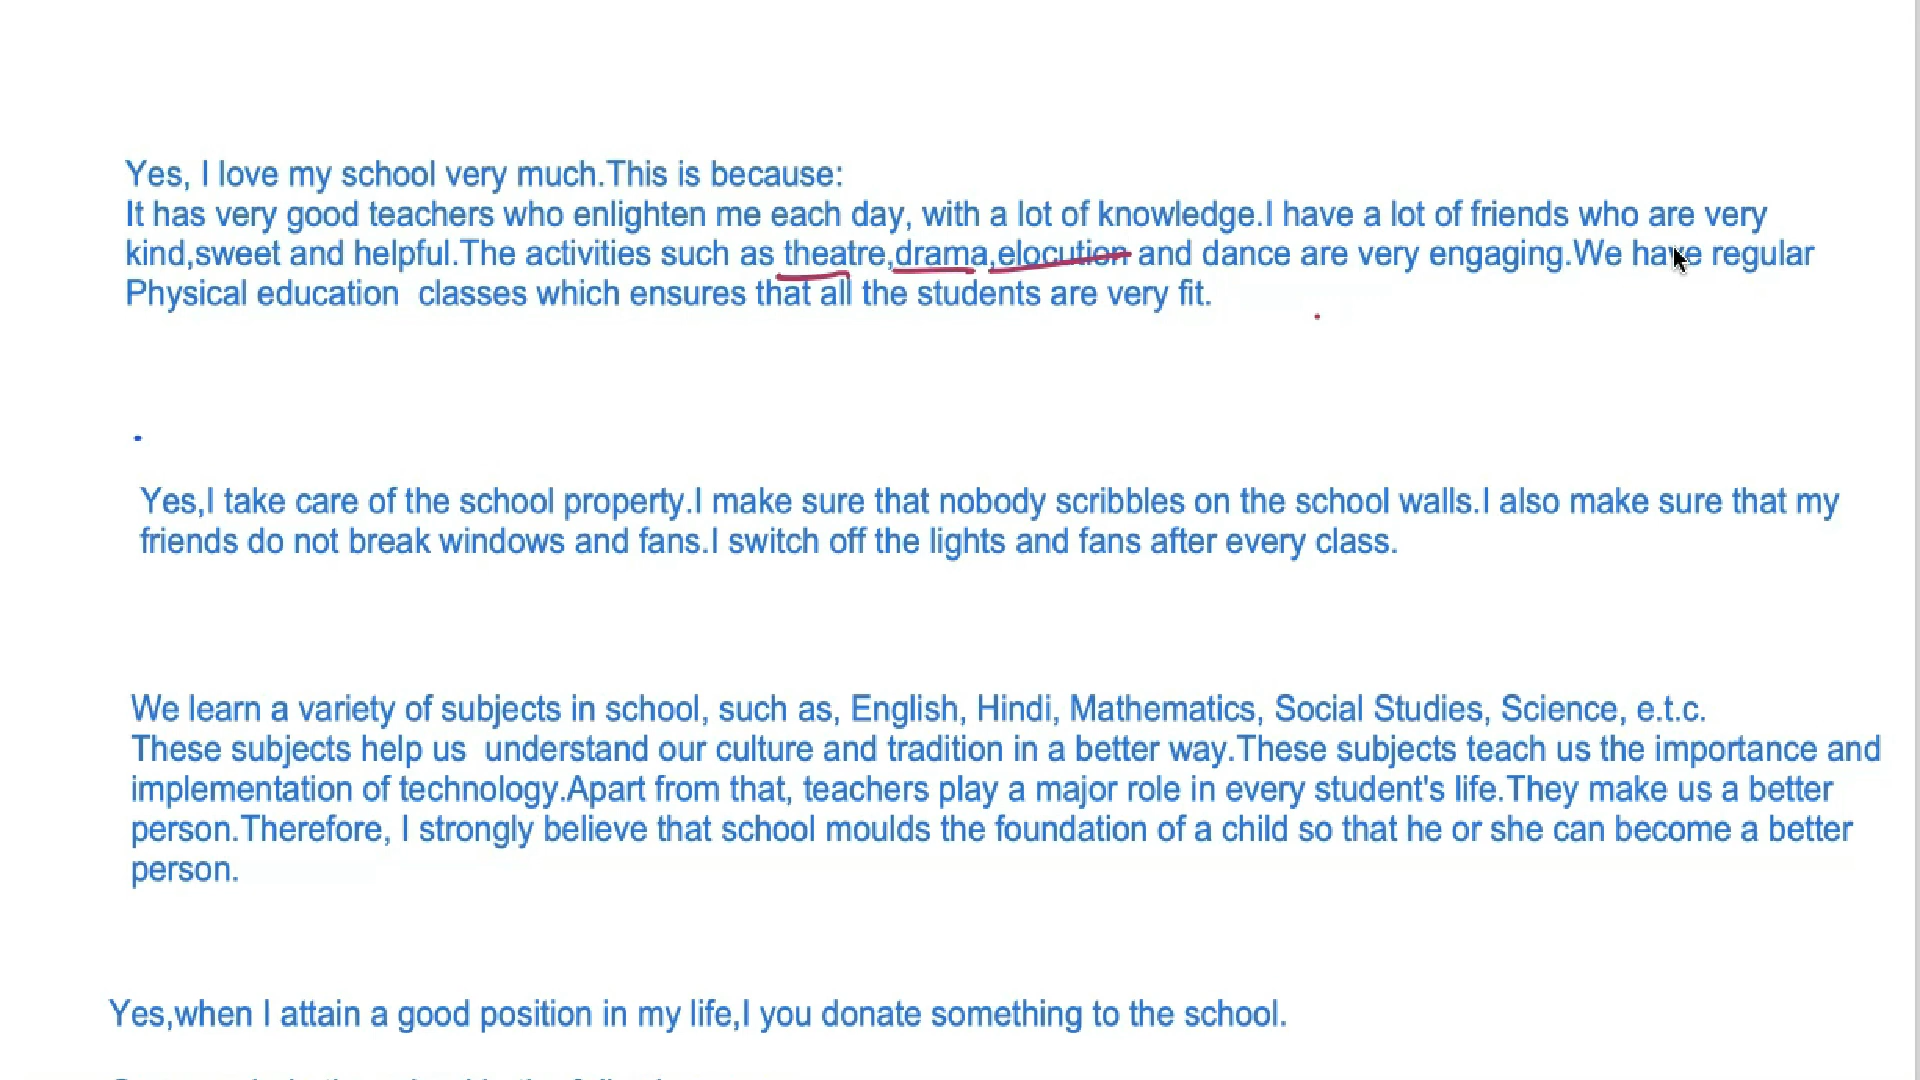 Yes, I love my school very much.This is because:
It has very good teachers who enlighten me each day, with a lot of knowledge.I have a lot of friends who are very
kind,sweet and helpful.The activities such as theatre,drama,elocution and dance are very engaging.We have regular
Physical education  classes which ensures that all the students are very fit.
Yes,I take care of the school property.I make sure that nobody scribbles on the school walls.I also make sure that my
friends do not break windows and fans.I switch off the lights and fans after every class.
We learn a variety of subjects in school, such as, English, Hindi, Mathematics, Social Studies, Science, e.t.c.
These subjects help us  understand our culture and tradition in a better way.These subjects teach us the importance and
implementation of technology.Apart from that, teachers play a major role in every student's life.They make us a better
person.Therefore, I strongly believe that school moulds the foundation of a child so that he or she can become a better
person.
Yes,when I attain a good position in my life,I you donate something to the school.